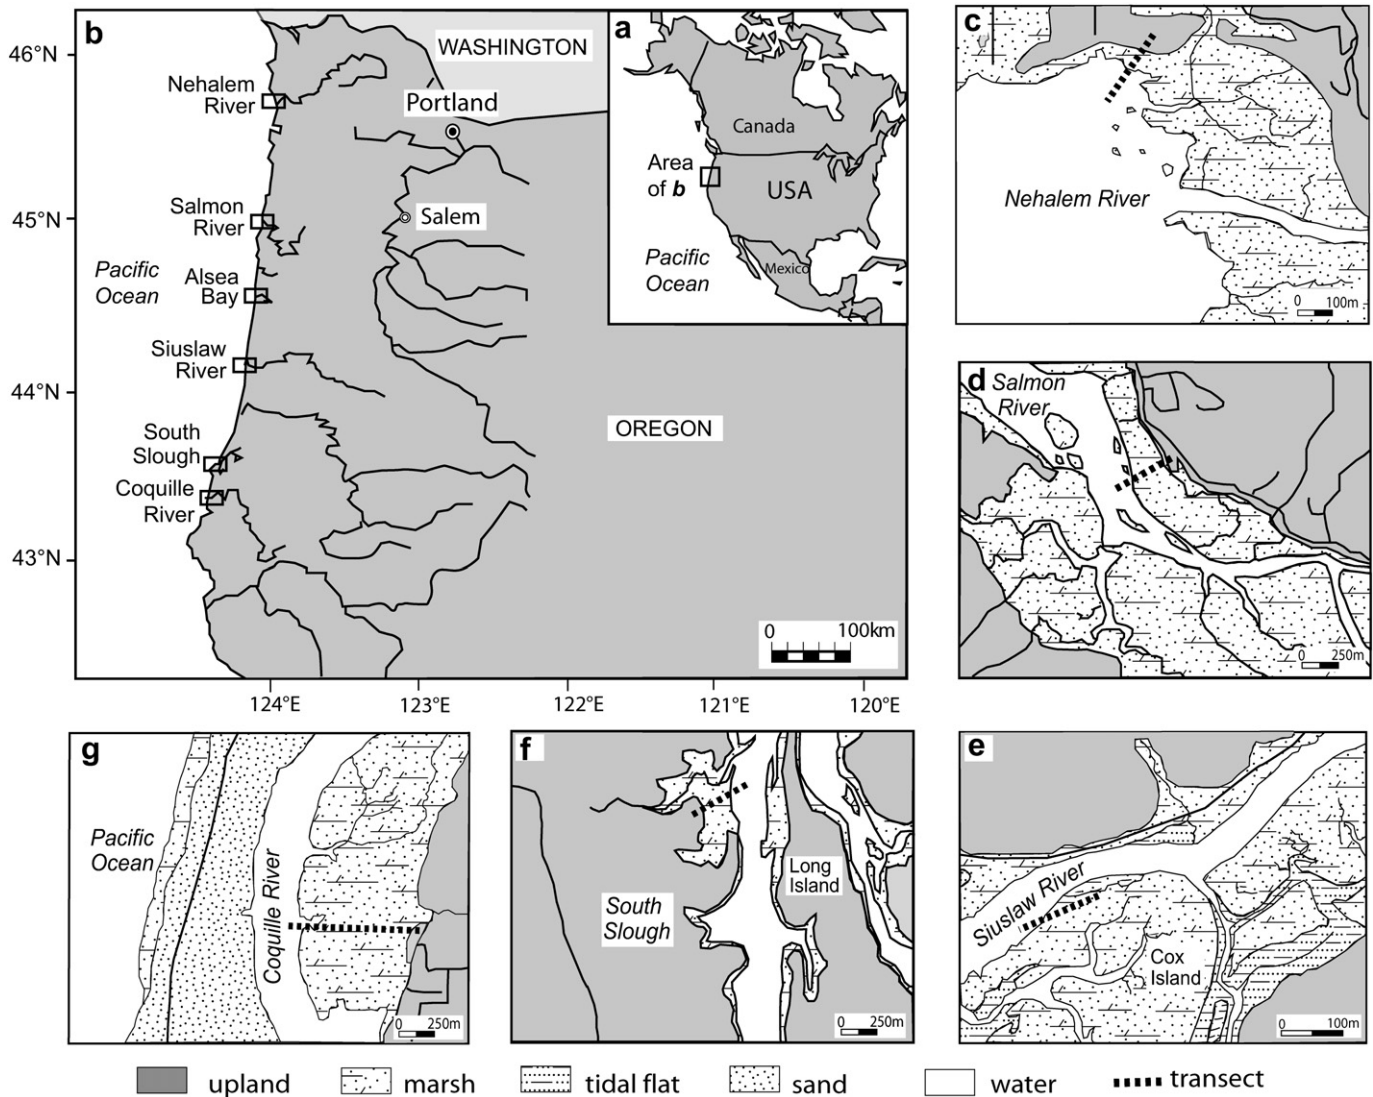 b
46°N
45°N
44°N
43°N
WASHINGTON
Nehalem
River
Portland
Salmon
River
Salem
Pacific
Ocean
Alsea
Bay
Siuslaw
River
South
Slough
Coquille
River
OREGON
0 100km
124°E 123°E 122°E 121°E 120°E
a
Canada
Area
of b
USA
Pacific
Ocean
Mexico
c
Nehalem River
0 100m
d
Salmon
River
0 250m
g
Pacific
Ocean
Coquille River
0 250m
f
Long
Island
South
Slough
0 250m
e
Siuslaw River
Cox
Island
0 100m
upland marsh tidal flat sand water transect